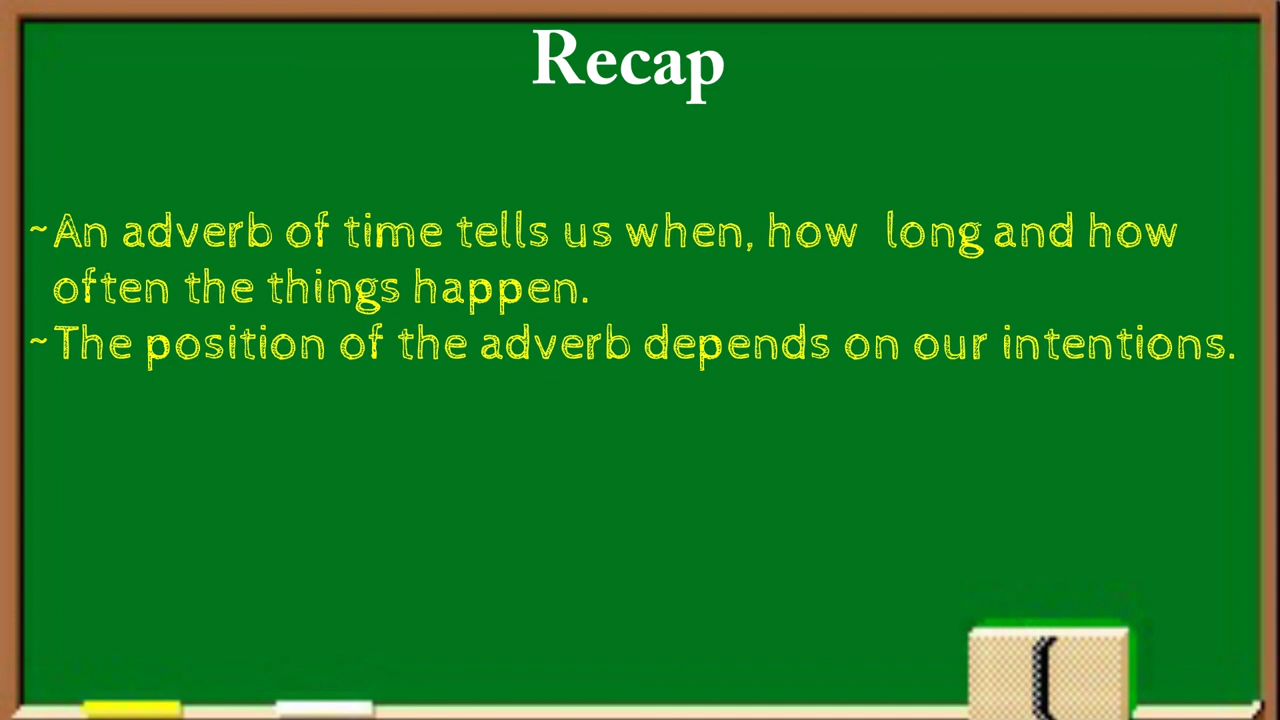 Recap
~An adverb of time tells us when, how long and how
often the things happen.
~The position of the adverb depends on our intentions.